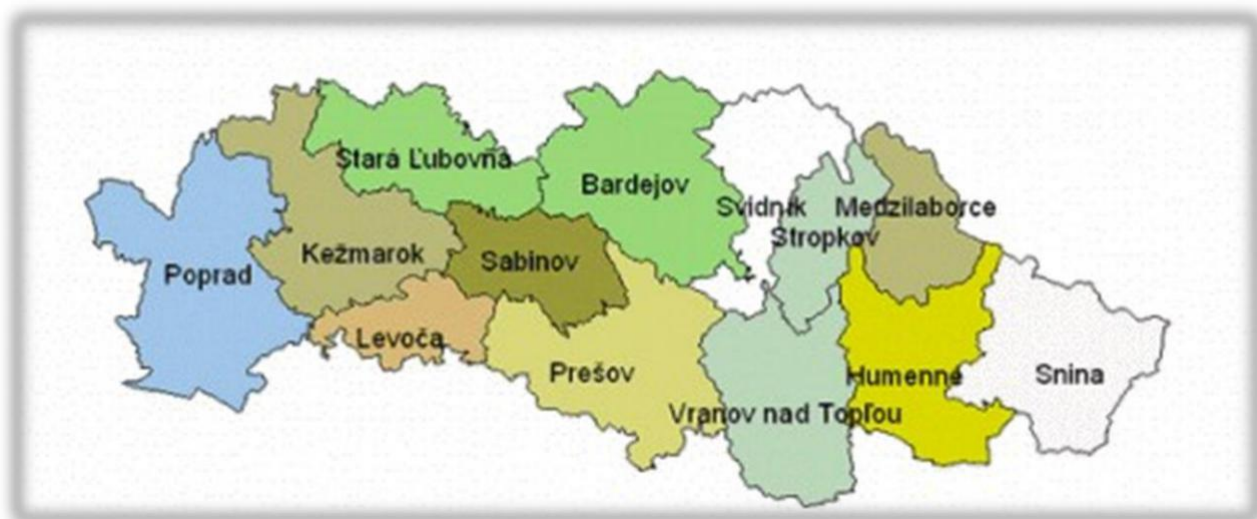 Stará Ľubovňa
Bardejov
Svidník
Medzilaborce
Stropkov
Kežmarok
Sabinov
Poprad
Levoča
Prešov
Humenné
Snina
Vranov nad Topľou